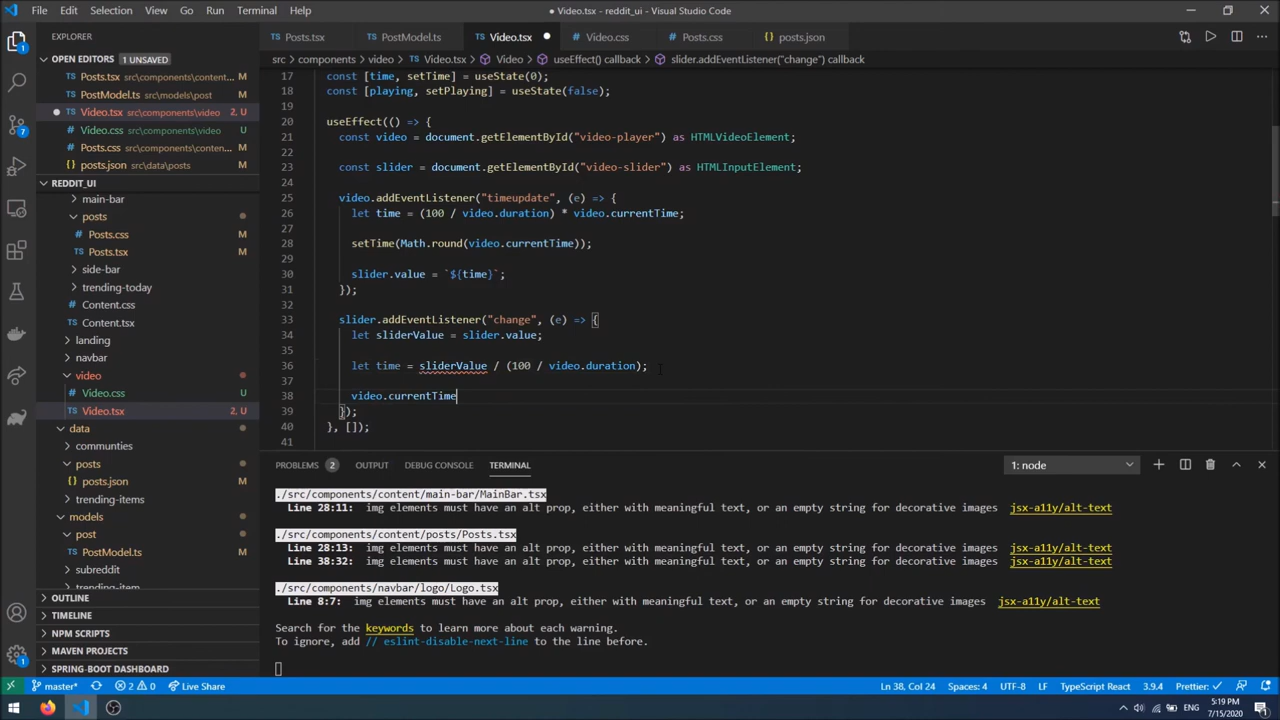 File Edit Selection View Go Run Terminal Help
● Video.tsx - reddit_ui - Visual Studio Code
EXPLORER
TS Posts.tsx
TS PostModel.ts
TS Video.tsx ●
# Video.css
# Posts.css
{} posts.json
src > components > video > TS Video.tsx > Video > useEffect() callback > slider.addEventListener("change") callback
OPEN EDITORS 1 UNSAVED
TS Posts.tsx src\components\content... M
TS PostModel.ts src\models\post M
● TS Video.tsx src\components\video 2, U
# Video.css src\components\video U
# Posts.css src\components\conten... M
{} posts.json src\data\posts M
REDDIT_UI
main-bar
posts
# Posts.css M
TS Posts.tsx M
side-bar
trending-today
# Content.css
TS Content.tsx
landing
navbar
video
# Video.css U
TS Video.tsx 2, U
data
communties
posts
{} posts.json M
trending-items
models
post
TS PostModel.ts M
subreddit
trending-item
OUTLINE
TIMELINE
NPM SCRIPTS
MAVEN PROJECTS
SPRING-BOOT DASHBOARD
17 const [time, setTime] = useState(0);
18 const [playing, setPlaying] = useState(false);
19
20 useEffect(() => {
21 const video = document.getElementById("video-player") as HTMLVideoElement;
22
23 const slider = document.getElementById("video-slider") as HTMLInputElement;
24
25 video.addEventListener("timeupdate", (e) => {
26 let time = (100 / video.duration) * video.currentTime;
27
28 setTime(Math.round(video.currentTime));
29
30 slider.value = `${time}`;
31 });
32
33 slider.addEventListener("change", (e) => {
34 let sliderValue = slider.value;
35
36 let time = sliderValue / (100 / video.duration);
37
38 video.currentTime
39 });
40 }, []);
41
PROBLEMS 2 OUTPUT DEBUG CONSOLE TERMINAL
1: node
./src/components/content/main-bar/MainBar.tsx
Line 28:11: img elements must have an alt prop, either with meaningful text, or an empty string for decorative images jsx-a11y/alt-text
./src/components/content/posts/Posts.tsx
Line 28:13: img elements must have an alt prop, either with meaningful text, or an empty string for decorative images jsx-a11y/alt-text
Line 38:32: img elements must have an alt prop, either with meaningful text, or an empty string for decorative images jsx-a11y/alt-text
./src/components/navbar/logo/Logo.tsx
Line 8:7: img elements must have an alt prop, either with meaningful text, or an empty string for decorative images jsx-a11y/alt-text
Search for the keywords to learn more about each warning.
To ignore, add // eslint-disable-next-line to the line before.
master* 2 0 Live Share
Ln 38, Col 24 Spaces: 4 UTF-8 LF TypeScript React 3.9.4 Prettier: ✓
ENG 5:19 PM 7/15/2020